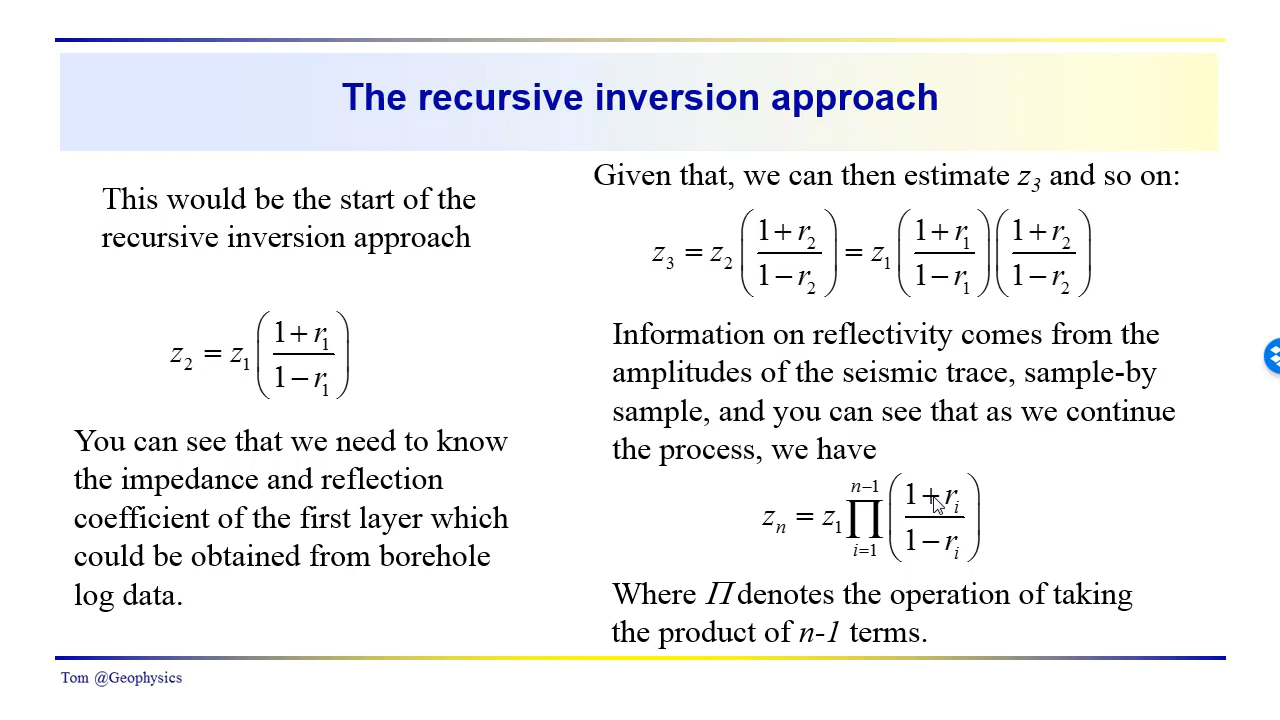 The recursive inversion approach
This would be the start of the
recursive inversion approach
z₂ = z₁ ( (1 + r₁) / (1 − r₁) )
You can see that we need to know
the impedance and reflection
coefficient of the first layer which
could be obtained from borehole
log data.
Given that, we can then estimate z₃ and so on:
z₃ = z₂ ( (1 + r₂) / (1 − r₂) ) = z₁ ( (1 + r₁) / (1 − r₁) ) ( (1 + r₂) / (1 − r₂) )
Information on reflectivity comes from the
amplitudes of the seismic trace, sample-by
sample, and you can see that as we continue
the process, we have
zₙ = z₁ ∏_{i=1}^{n−1} ( (1 + rᵢ) / (1 − rᵢ) )
Where Π denotes the operation of taking
the product of n-1 terms.
Tom @Geophysics